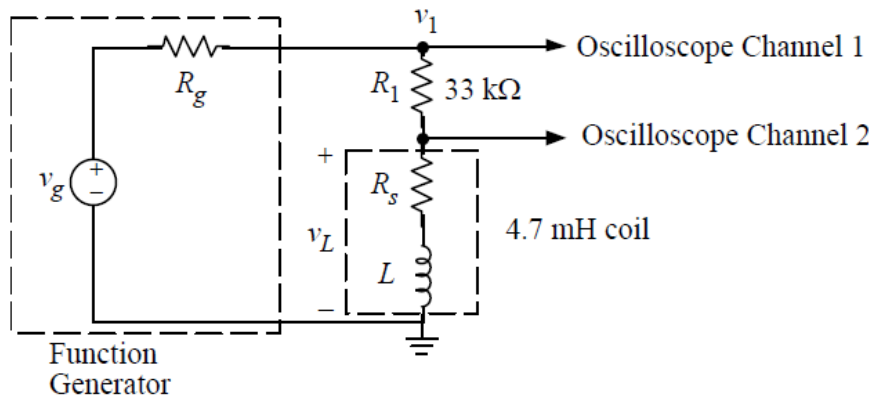 v1
Oscilloscope Channel 1
Rg
R1
33 kΩ
Oscilloscope Channel 2
+
+
−
vg
Rs
vL
4.7 mH coil
L
−
Function
Generator